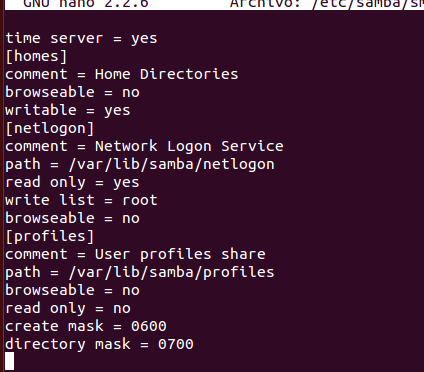 GNU nano 2.2.6 Archivo: /etc/samba/sm
time server = yes
[homes]
comment = Home Directories
browseable = no
writable = yes
[netlogon]
comment = Network Logon Service
path = /var/lib/samba/netlogon
read only = yes
write list = root
browseable = no
[profiles]
comment = User profiles share
path = /var/lib/samba/profiles
browseable = no
read only = no
create mask = 0600
directory mask = 0700